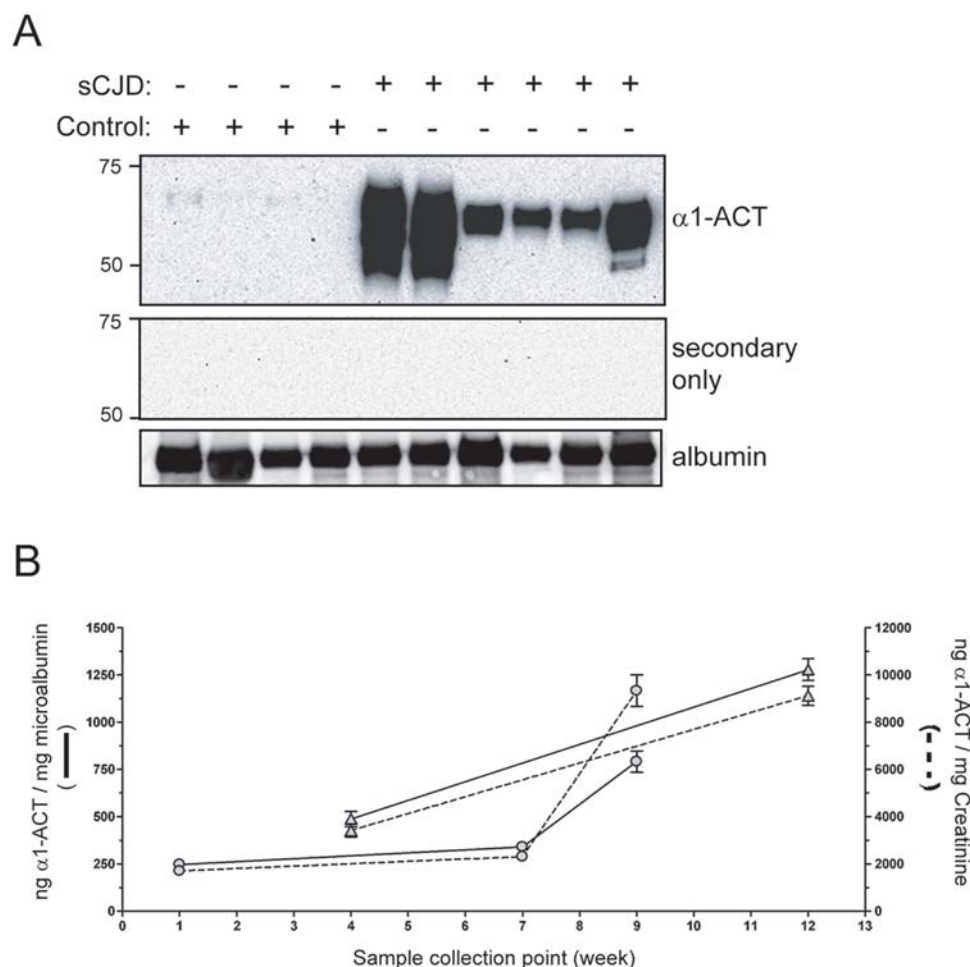 A
sCJD: - - - - + + + + + +
Control: + + + + - - - - - -
75
50
α1-ACT
75
50
secondary
only
albumin
B
ng α1-ACT / mg microalbumin
( )
1500
1250
1000
750
500
250
0
0 1 2 3 4 5 6 7 8 9 10 11 12 13
Sample collection point (week)
12000
10000
8000
6000
4000
2000
0
ng α1-ACT / mg Creatinine
( )